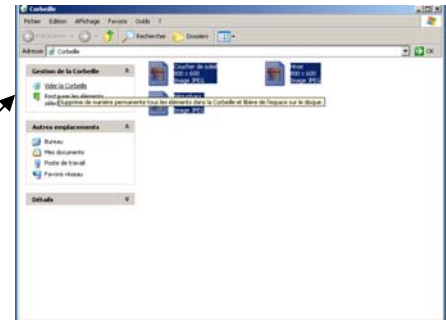 Corbeille
Fichier Edition Affichage Favoris Outils ?
Précédente Rechercher Dossiers
Adresse Corbeille
Gestion de la Corbeille
Vider la Corbeille
Restaurer les éléments
Supprime de manière permanente tous les éléments dans la Corbeille et libère de l'espace sur le disque.
Autres emplacements
Bureau
Mes documents
Poste de travail
Favoris réseau
Détails
Coucher de soleil
800 x 600
Image JPEG
Hiver
800 x 600
Image JPEG
Nénuphars
Image JPEG
OK